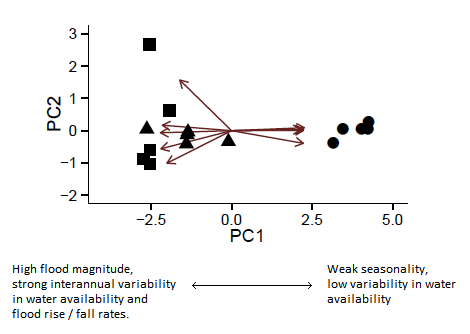 3
2
1
0
−1
−2
PC2
−2.5 0.0 2.5 5.0
PC1
High flood magnitude,
strong interannual variability
in water availability and
flood rise / fall rates.
Weak seasonality,
low variability in water
availability